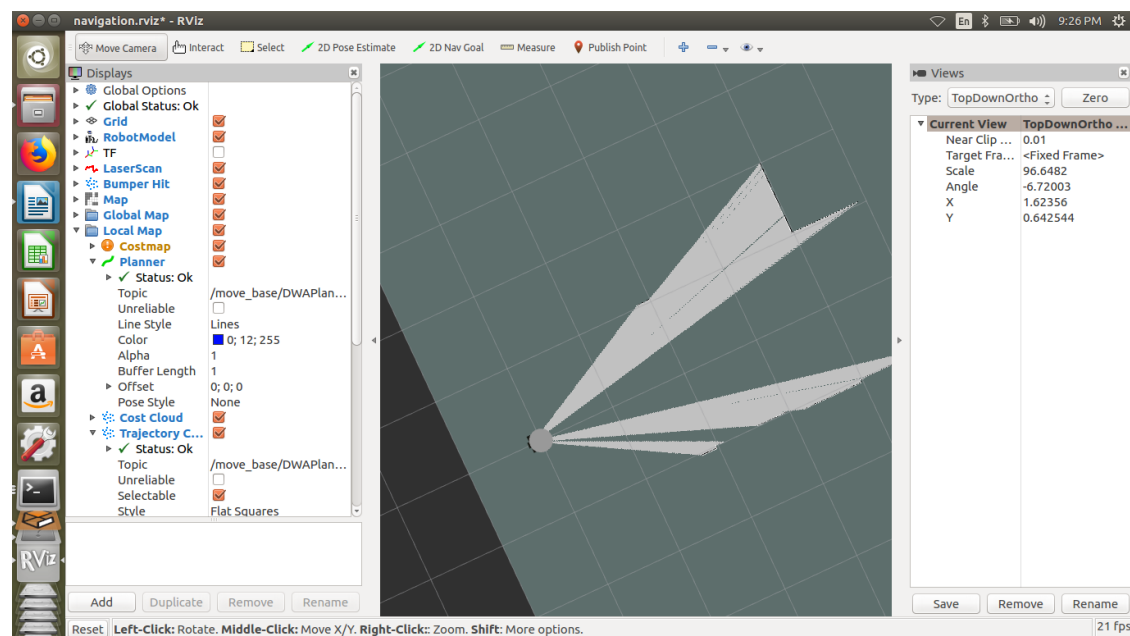 navigation.rviz* - RViz
En
9:26 PM
Move Camera Interact Select 2D Pose Estimate 2D Nav Goal Measure Publish Point
Displays
Global Options
Global Status: Ok
Grid
RobotModel
TF
LaserScan
Bumper Hit
Map
Global Map
Local Map
Costmap
Planner
Status: Ok
Topic /move_base/DWAPlan...
Unreliable
Line Style Lines
Color 0; 12; 255
Alpha 1
Buffer Length 1
Offset 0; 0; 0
Pose Style None
Cost Cloud
Trajectory C...
Status: Ok
Topic /move_base/DWAPlan...
Unreliable
Selectable
Style Flat Squares
Add Duplicate Remove Rename
Views
Type: TopDownOrtho Zero
Current View TopDownOrtho ...
Near Clip ... 0.01
Target Fra... <Fixed Frame>
Scale 96.6482
Angle -6.72003
X 1.62356
Y 0.642544
Save Remove Rename
RViz
Reset Left-Click: Rotate. Middle-Click: Move X/Y. Right-Click:: Zoom. Shift: More options.
21 fps